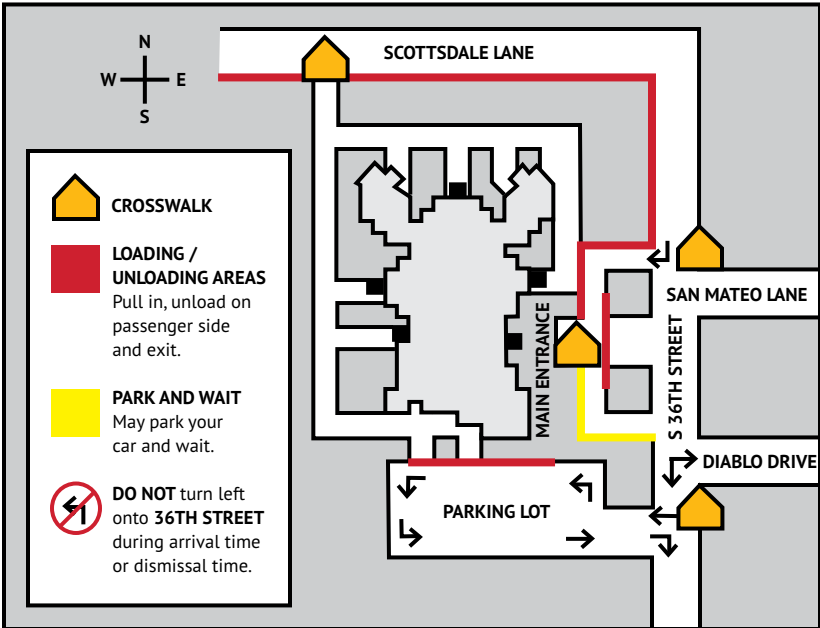 N
W E
S
SCOTTSDALE LANE
CROSSWALK
LOADING /
UNLOADING AREAS
Pull in, unload on
passenger side
and exit.
PARK AND WAIT
May park your
car and wait.
DO NOT turn left
onto 36TH STREET
during arrival time
or dismissal time.
MAIN ENTRANCE
SAN MATEO LANE
S 36TH STREET
DIABLO DRIVE
PARKING LOT